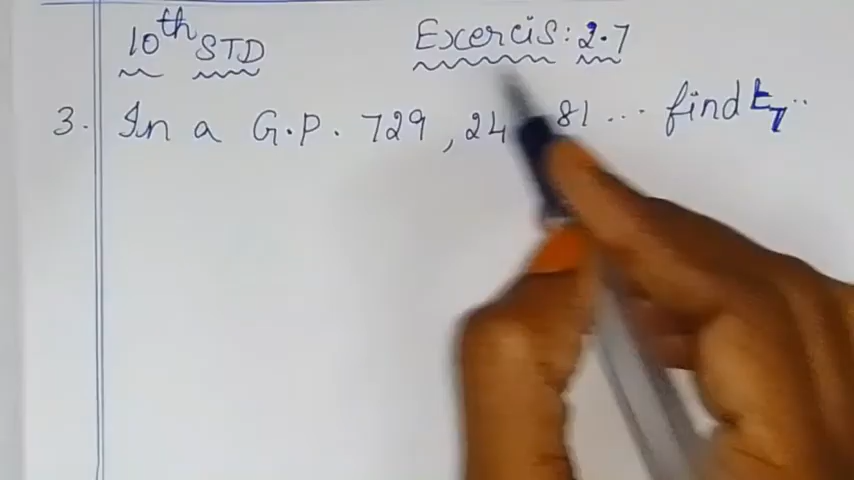 10th STD Exercis: 2.7
3. In a G.P. 729, 24 81 ... find t7..